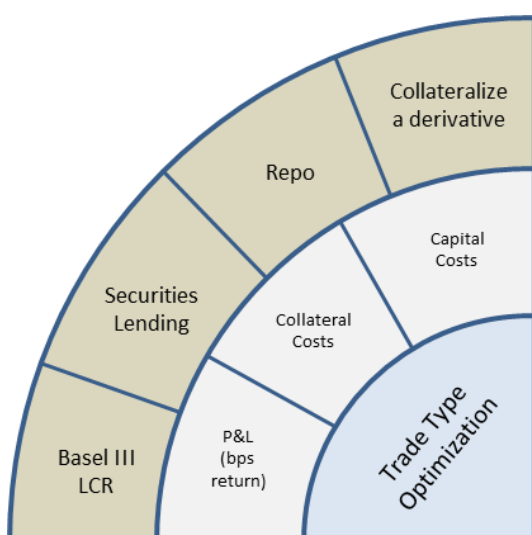 Collateralize
a derivative
Repo
Securities
Lending
Basel III
LCR
Capital
Costs
Collateral
Costs
P&L
(bps
return)
Trade Type
Optimization